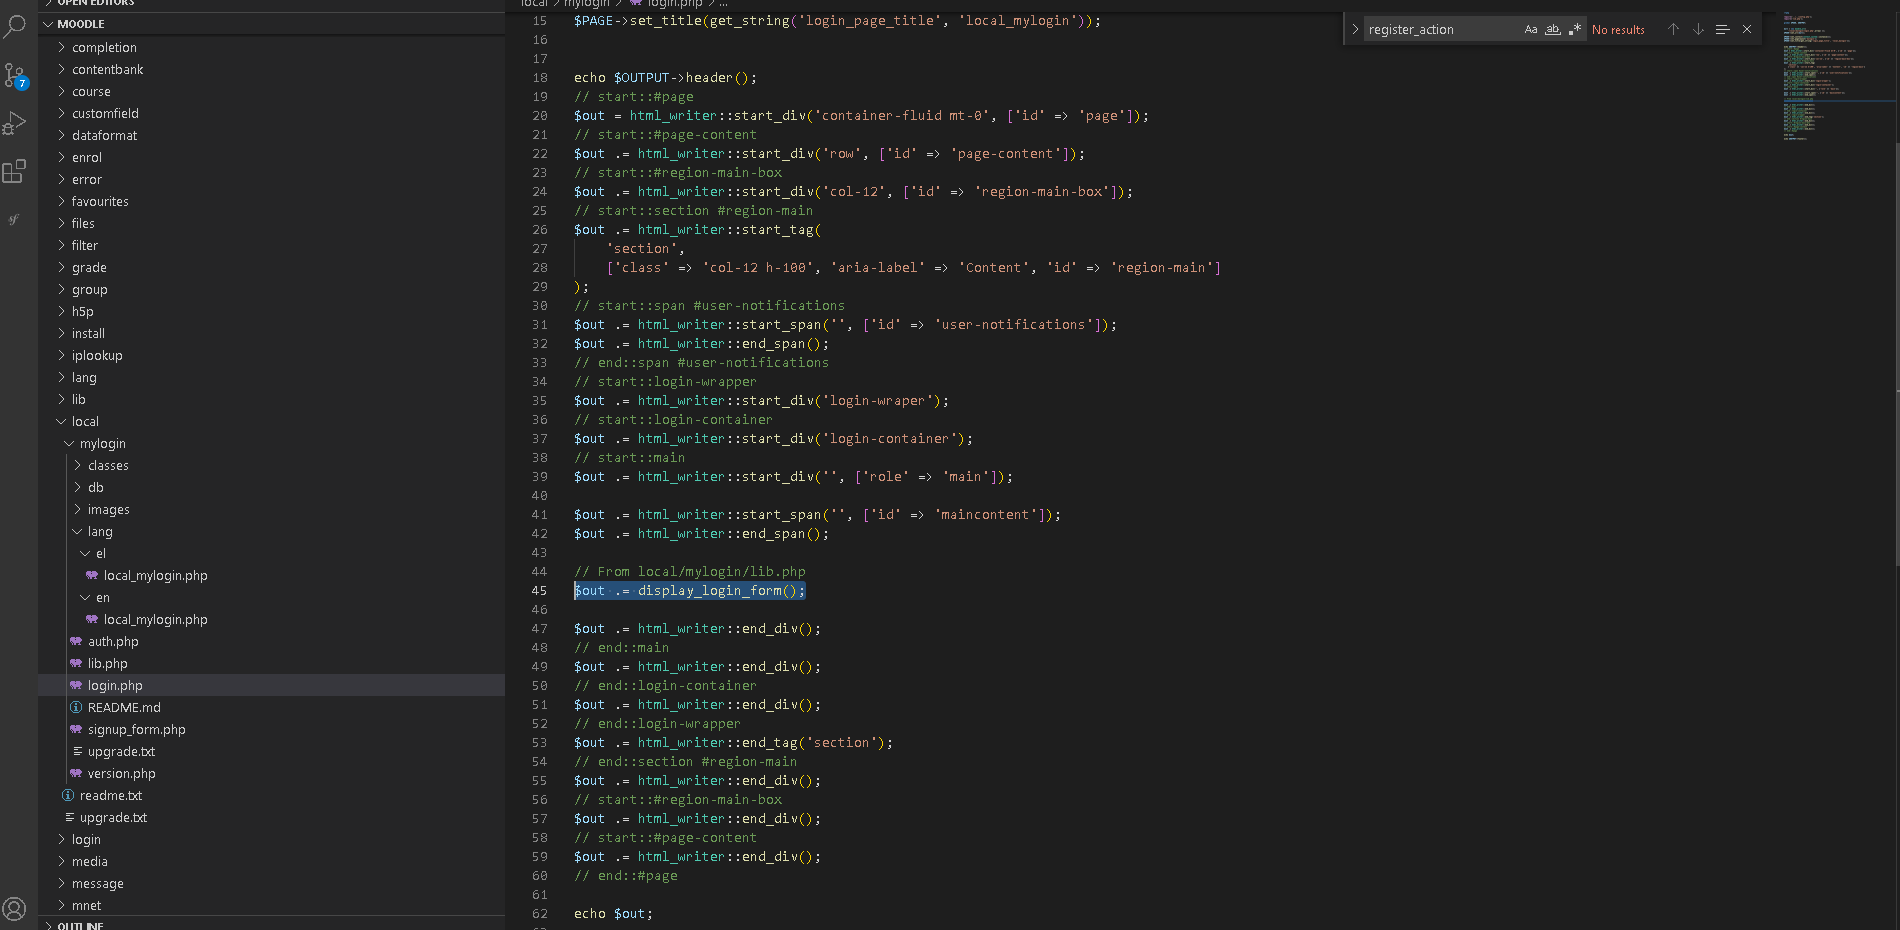 OPEN EDITORS
MOODLE
completion
contentbank
course
customfield
dataformat
enrol
error
favourites
files
filter
grade
group
h5p
install
iplookup
lang
lib
local
mylogin
classes
db
images
lang
el
local_mylogin.php
en
local_mylogin.php
auth.php
lib.php
login.php
README.md
signup_form.php
upgrade.txt
version.php
readme.txt
upgrade.txt
login
media
message
mnet
OUTLINE
7
local > mylogin > login.php > ...
register_action Aa ab .* No results
15 $PAGE->set_title(get_string('login_page_title', 'local_mylogin'));
16
17
18 echo $OUTPUT->header();
19 // start::#page
20 $out = html_writer::start_div('container-fluid mt-0', ['id' => 'page']);
21 // start::#page-content
22 $out .= html_writer::start_div('row', ['id' => 'page-content']);
23 // start::#region-main-box
24 $out .= html_writer::start_div('col-12', ['id' => 'region-main-box']);
25 // start::section #region-main
26 $out .= html_writer::start_tag(
27 'section',
28 ['class' => 'col-12 h-100', 'aria-label' => 'Content', 'id' => 'region-main']
29 );
30 // start::span #user-notifications
31 $out .= html_writer::start_span('', ['id' => 'user-notifications']);
32 $out .= html_writer::end_span();
33 // end::span #user-notifications
34 // start::login-wrapper
35 $out .= html_writer::start_div('login-wraper');
36 // start::login-container
37 $out .= html_writer::start_div('login-container');
38 // start::main
39 $out .= html_writer::start_div('', ['role' => 'main']);
40
41 $out .= html_writer::start_span('', ['id' => 'maincontent']);
42 $out .= html_writer::end_span();
43
44 // From local/mylogin/lib.php
45 $out .= display_login_form();
46
47 $out .= html_writer::end_div();
48 // end::main
49 $out .= html_writer::end_div();
50 // end::login-container
51 $out .= html_writer::end_div();
52 // end::login-wrapper
53 $out .= html_writer::end_tag('section');
54 // end::section #region-main
55 $out .= html_writer::end_div();
56 // start::#region-main-box
57 $out .= html_writer::end_div();
58 // start::#page-content
59 $out .= html_writer::end_div();
60 // end::#page
61
62 echo $out;